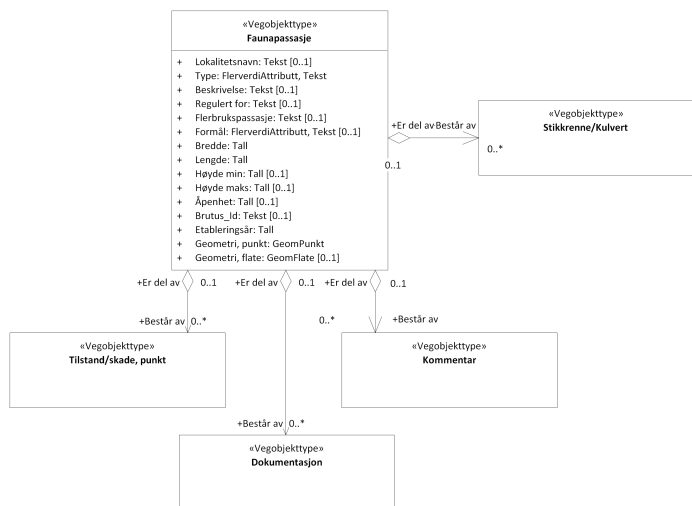 «Vegobjekttype»
Faunapassasje
+ Lokalitetsnavn: Tekst [0..1]
+ Type: FlerverdiAttributt, Tekst
+ Beskrivelse: Tekst [0..1]
+ Regulert for: Tekst [0..1]
+ Flerbrukspassasje: Tekst [0..1]
+ Formål: FlerverdiAttributt, Tekst [0..1]
+ Bredde: Tall
+ Lengde: Tall
+ Høyde min: Tall [0..1]
+ Høyde maks: Tall [0..1]
+ Åpenhet: Tall [0..1]
+ Brutus_Id: Tekst [0..1]
+ Etableringsår: Tall
+ Geometri, punkt: GeomPunkt
+ Geometri, flate: GeomFlate [0..1]
+Er del av Består av
0..1
0..*
«Vegobjekttype»
Stikkrenne/Kulvert
+Er del av 0..1 +Er del av 0..1 +Er del av 0..1
+Består av 0..* 0..* +Består av
«Vegobjekttype»
Tilstand/skade, punkt
«Vegobjekttype»
Kommentar
+Består av 0..*
«Vegobjekttype»
Dokumentasjon